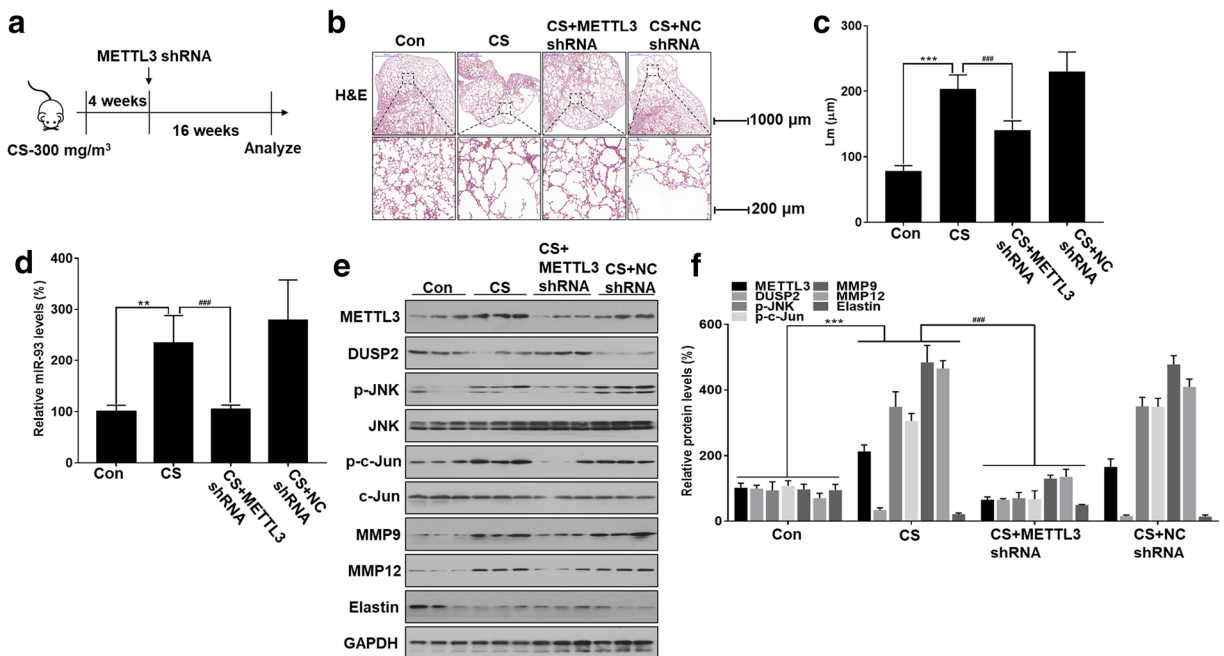 a
METTL3 shRNA
4 weeks
16 weeks
CS-300 mg/m³
Analyze
b
Con
CS
CS+METTL3
shRNA
CS+NC
shRNA
H&E
1000 μm
200 μm
c
Lm (μm)
300
200
100
0
***
###
Con
CS
CS+METTL3
shRNA
CS+NC
shRNA
d
Relative miR-93 levels (%)
400
300
200
100
0
**
###
Con
CS
CS+METTL3
shRNA
CS+NC
shRNA
e
Con
CS
CS+
METTL3
shRNA
CS+NC
shRNA
METTL3
DUSP2
p-JNK
JNK
p-c-Jun
c-Jun
MMP9
MMP12
Elastin
GAPDH
f
METTL3
DUSP2
p-JNK
p-c-Jun
MMP9
MMP12
Elastin
Relative protein levels (%)
600
400
200
0
***
###
Con
CS
CS+METTL3
shRNA
CS+NC
shRNA